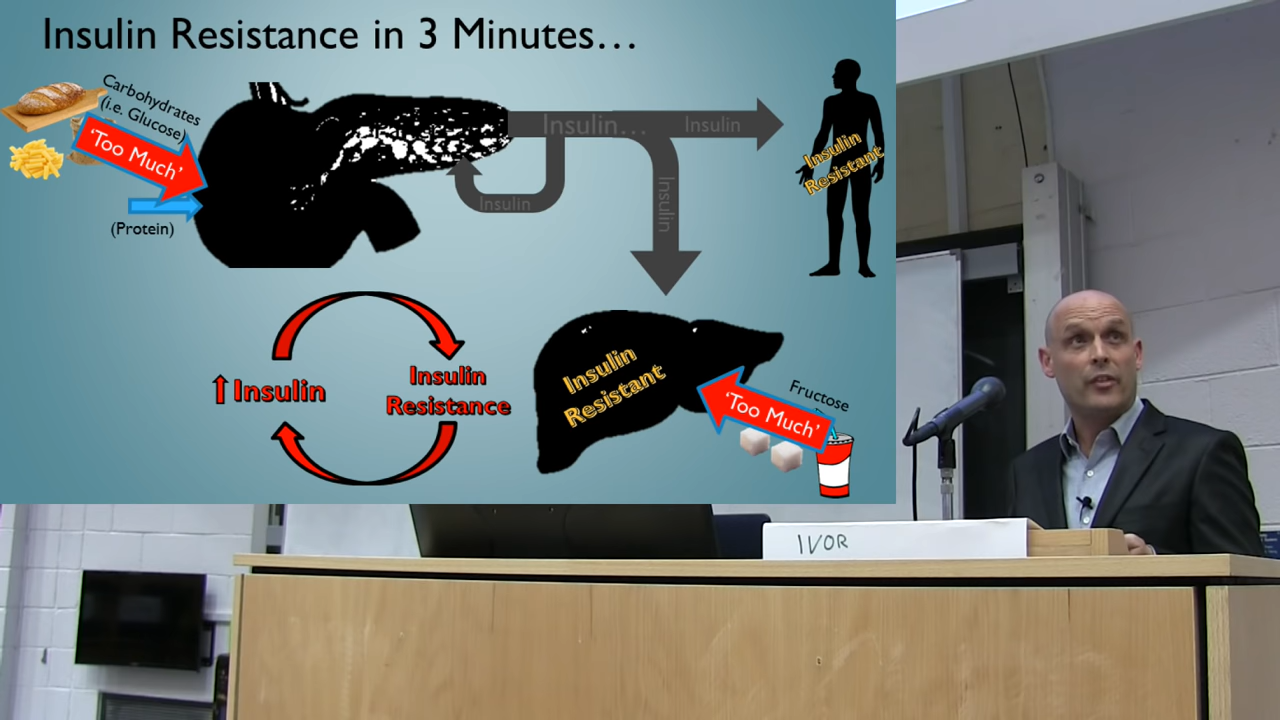 Insulin Resistance in 3 Minutes...
Carbohydrates
(i.e. Glucose)
'Too Much'
(Protein)
Insulin...
Insulin
Insulin
Insulin
Insulin
Resistant
↑ Insulin
Insulin
Resistance
Insulin
Resistant
Fructose
'Too Much'
IVOR